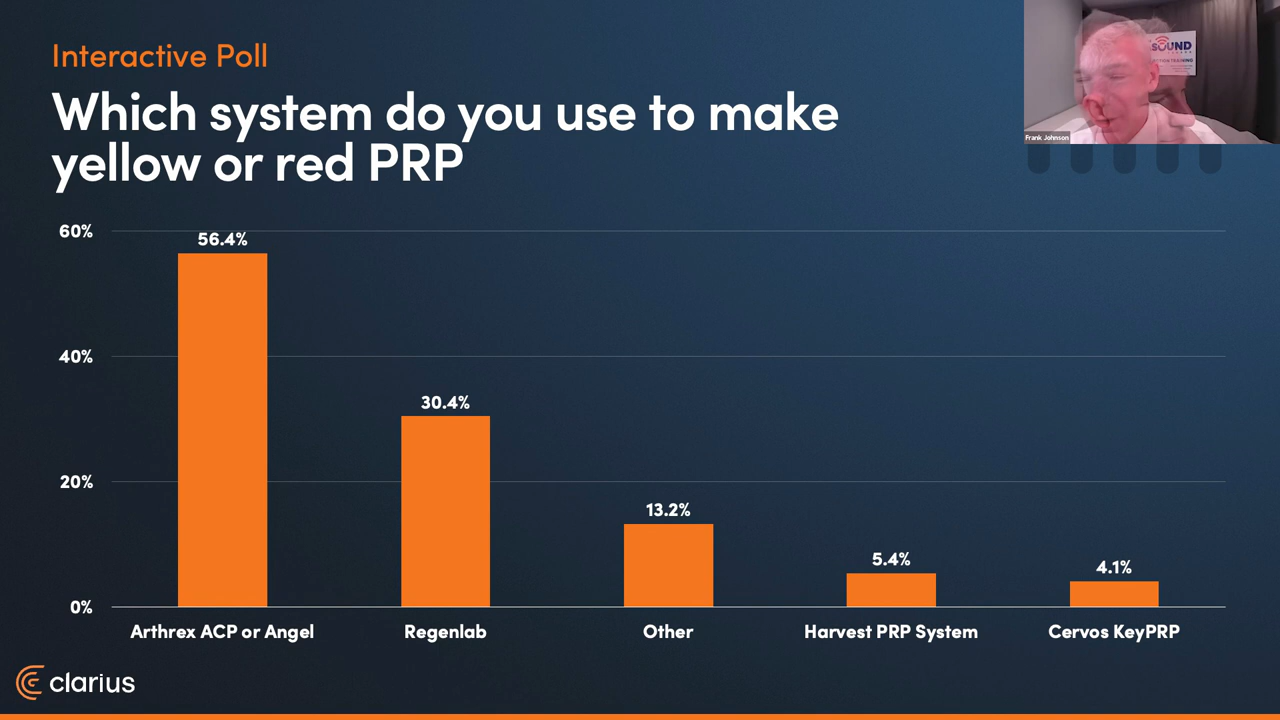 Interactive Poll
Which system do you use to make
yellow or red PRP
SOUND
Frank Johnson
60%
56.4%
40%
30.4%
20%
13.2%
5.4%
4.1%
0%
Arthrex ACP or Angel
Regenlab
Other
Harvest PRP System
Cervos KeyPRP
clarius